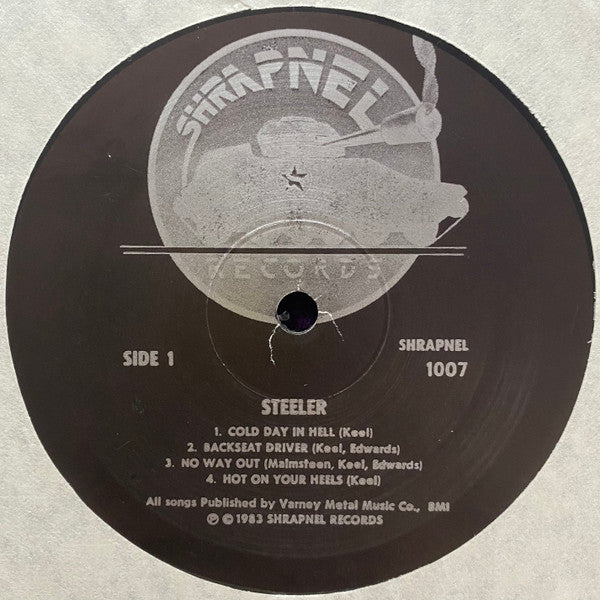 SHRAPNEL
RECORDS
SIDE 1
SHRAPNEL
1007
STEELER
1. COLD DAY IN HELL (Keel)
2. BACKSEAT DRIVER (Keel, Edwards)
3. NO WAY OUT (Malmsteen, Keel, Edwards)
4. HOT ON YOUR HEELS (Keel)
All songs Published by Varney Metal Music Co., BMI
℗ © 1983 SHRAPNEL RECORDS